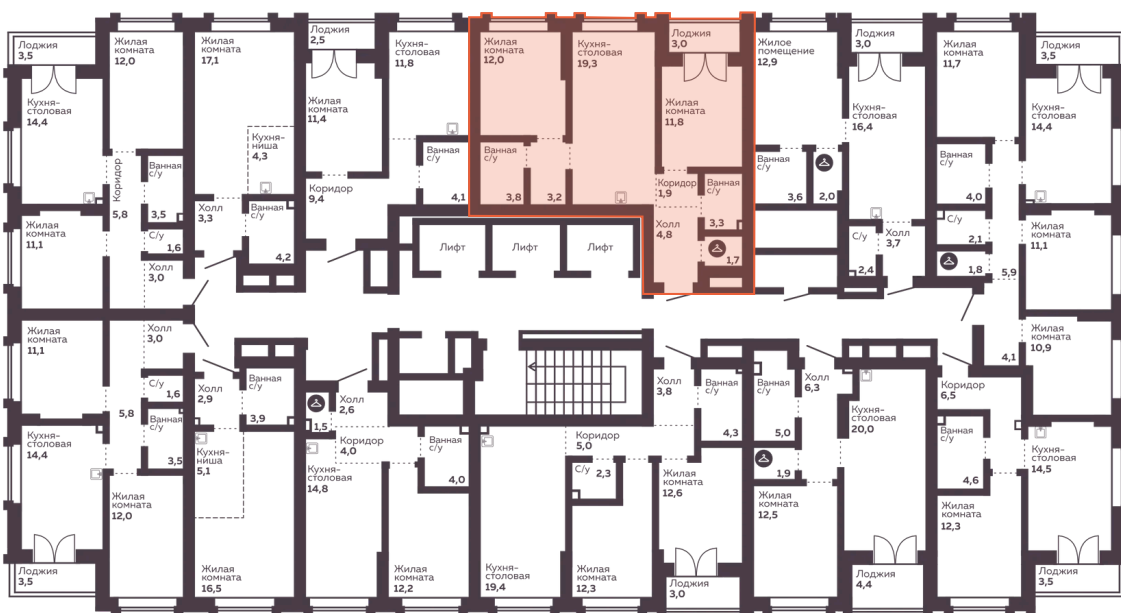 Лоджия
3,5
Жилая
комната
12,0
Жилая
комната
17,1
Лоджия
2,5
Кухня-
столовая
11,8
Жилая
комната
12,0
Кухня-
столовая
19,3
Лоджия
3,0
Жилое
помещение
12,9
Лоджия
3,0
Жилая
комната
11,7
Лоджия
3,5
Кухня-
столовая
14,4
Жилая
комната
11,4
Жилая
комната
11,8
Кухня-
столовая
16,4
Кухня-
столовая
14,4
Кухня-
ниша
4,3
Коридор
5,8
Ванная
с/у
3,5
Ванная
с/у
4,1
Ванная
с/у
3,8
3,2
Коридор
1,9
Ванная
с/у
3,3
Ванная
с/у
3,6
2,0
Ванная
с/у
4,0
Коридор
9,4
Холл
3,3
Ванная
с/у
4,2
Жилая
комната
11,1
С/у
1,6
Холл
3,0
Лифт
Лифт
Лифт
Холл
4,8
1,7
С/у
2,4
Холл
3,7
С/у
2,1
1,8
5,9
Жилая
комната
11,1
Жилая
комната
11,1
Холл
3,0
С/у
1,6
5,8
Ванная
с/у
3,5
Холл
2,9
Ванная
с/у
3,9
Холл
2,6
1,5
Коридор
4,0
Ванная
с/у
4,0
Холл
3,8
Ванная
с/у
4,3
Ванная
с/у
5,0
Холл
6,3
4,1
Жилая
комната
10,9
Коридор
6,5
Кухня-
столовая
14,4
Кухня-
ниша
5,1
Кухня-
столовая
14,8
Коридор
5,0
С/у
2,3
Жилая
комната
12,6
1,9
Кухня-
столовая
20,0
Ванная
с/у
4,6
Кухня-
столовая
14,5
Жилая
комната
12,0
Жилая
комната
12,5
Жилая
комната
12,3
Лоджия
3,5
Жилая
комната
16,5
Жилая
комната
12,2
Кухня-
столовая
19,4
Жилая
комната
12,3
Лоджия
3,0
Лоджия
4,4
Лоджия
3,5